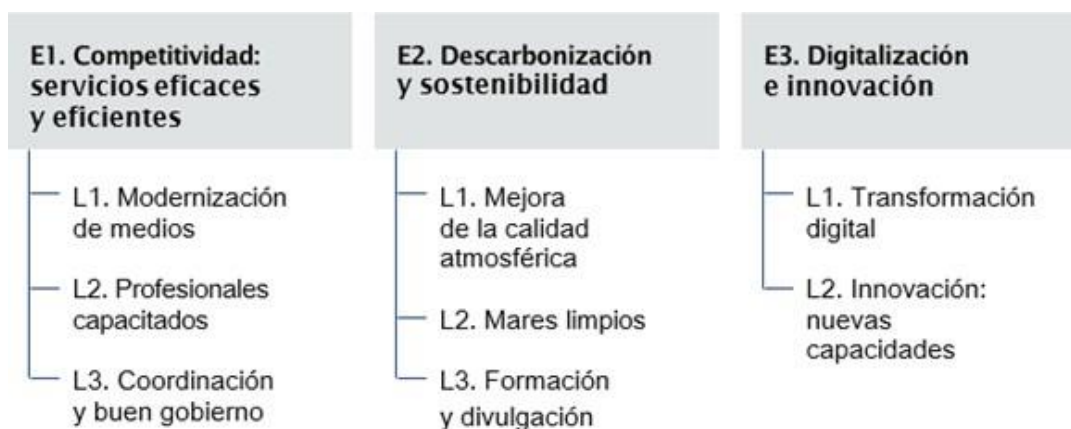 E1. Competitividad:
servicios eficaces
y eficientes
L1. Modernización
de medios
L2. Profesionales
capacitados
L3. Coordinación
y buen gobierno
E2. Descarbonización
y sostenibilidad
L1. Mejora
de la calidad
atmosférica
L2. Mares limpios
L3. Formación
y divulgación
E3. Digitalización
e innovación
L1. Transformación
digital
L2. Innovación:
nuevas
capacidades